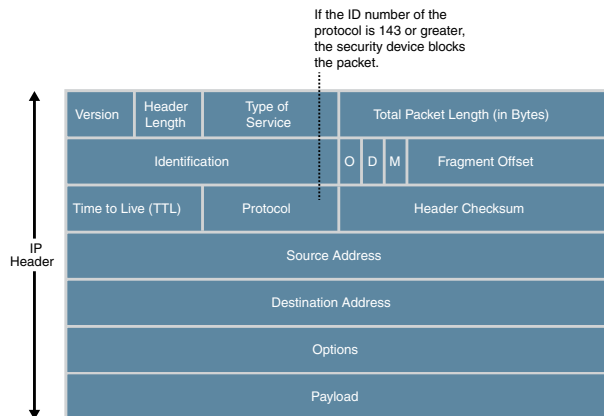 If the ID number of the
protocol is 143 or greater,
the security device blocks
the packet.
Version
Header
Length
Type of
Service
Total Packet Length (in Bytes)
Identification
O
D
M
Fragment Offset
Time to Live (TTL)
Protocol
Header Checksum
IP
Header
Source Address
Destination Address
Options
Payload